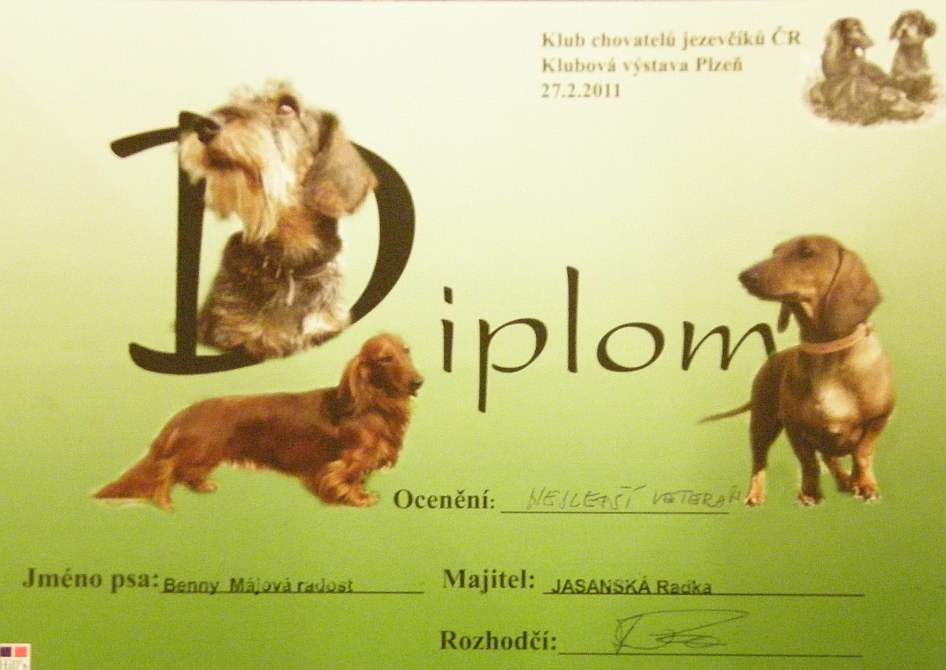 Klub chovatelů jezevčíků ČR
Klubová výstava Plzeň
27.2.2011
Diplom
Ocenění: NEJLEPŠÍ VETERÁN
Jméno psa: Benny Májová radost Majitel: JASANSKÁ Radka
Rozhodčí:
Hill's